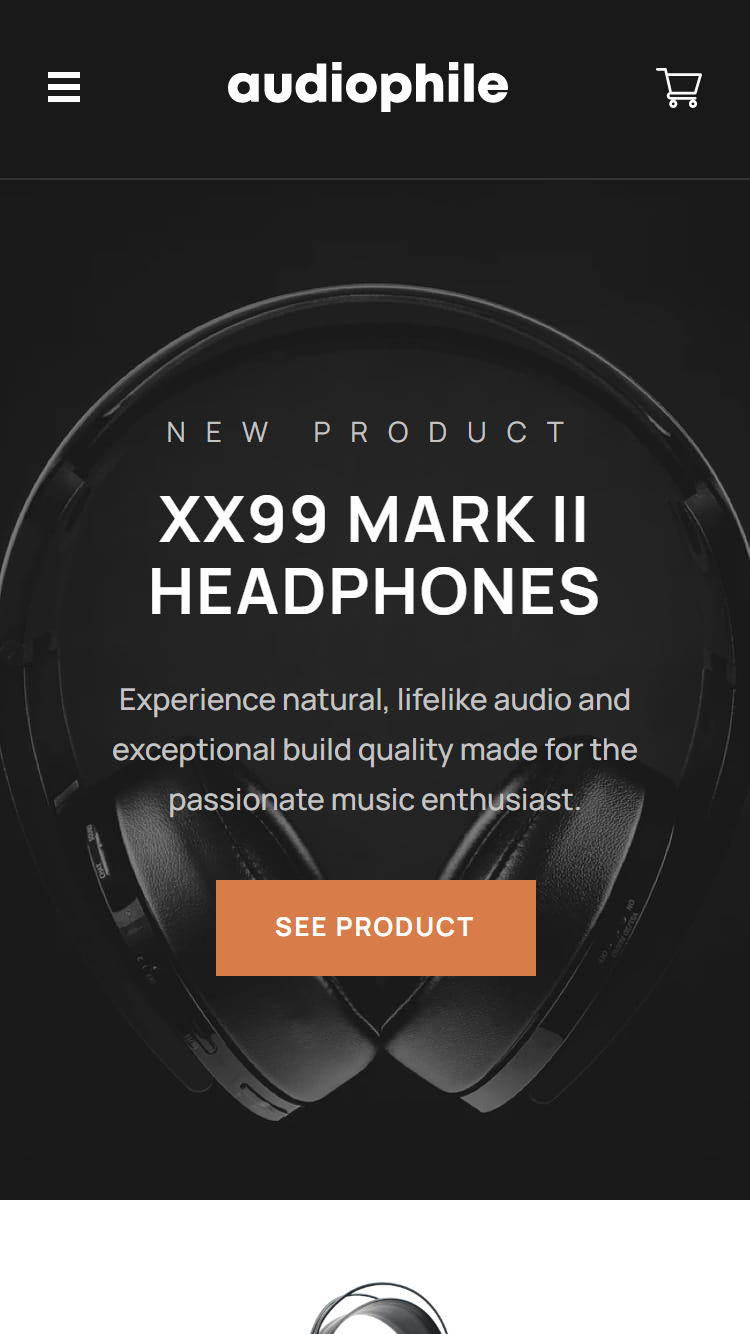 audiophile
NEW PRODUCT
XX99 MARK II
HEADPHONES
Experience natural, lifelike audio and
exceptional build quality made for the
passionate music enthusiast.
SEE PRODUCT